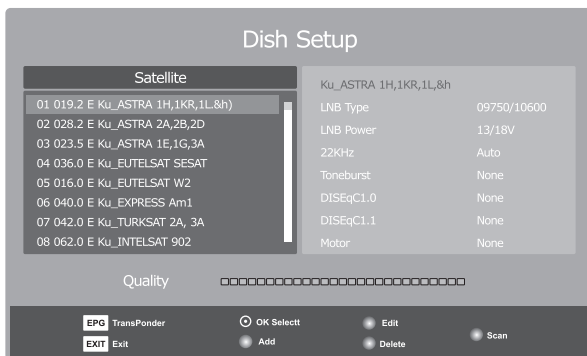 Dish Setup
Satellite
01 019.2 E Ku_ASTRA 1H,1KR,1L.&h)
02 028.2 E Ku_ASTRA 2A,2B,2D
03 023.5 E Ku_ASTRA 1E,1G,3A
04 036.0 E Ku_EUTELSAT SESAT
05 016.0 E Ku_EUTELSAT W2
06 040.0 E Ku_EXPRESS Am1
07 042.0 E Ku_TURKSAT 2A, 3A
08 062.0 E Ku_INTELSAT 902
Ku_ASTRA 1H,1KR,1L,&h
LNB Type 09750/10600
LNB Power 13/18V
22KHz Auto
Toneburst None
DISEqC1.0 None
DISEqC1.1 None
Motor None
Quality
EPG TransPonder OK Selectt Edit
EXIT Exit Add Delete Scan